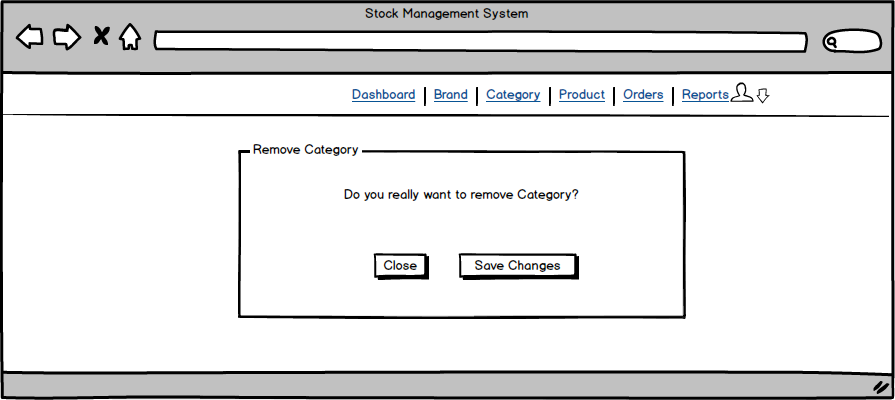 Stock Management System
Dashboard Brand Category Product Orders Reports
Remove Category
Do you really want to remove Category?
Close Save Changes